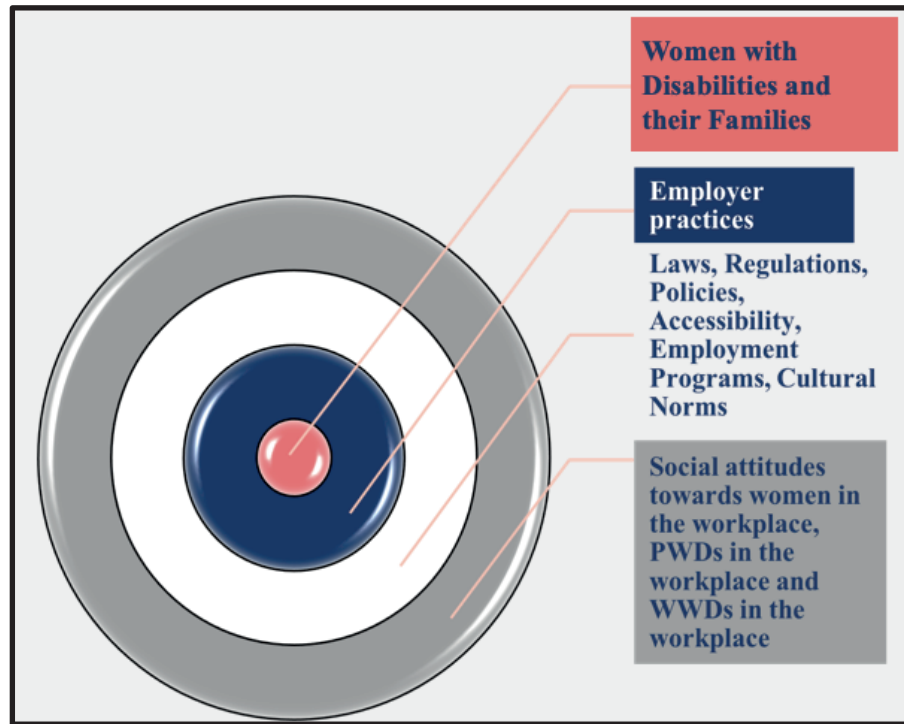 Women with
Disabilities and
their Families
Employer
practices
Laws, Regulations,
Policies,
Accessibility,
Employment
Programs, Cultural
Norms
Social attitudes
towards women in
the workplace,
PWDs in the
workplace and
WWDs in the
workplace